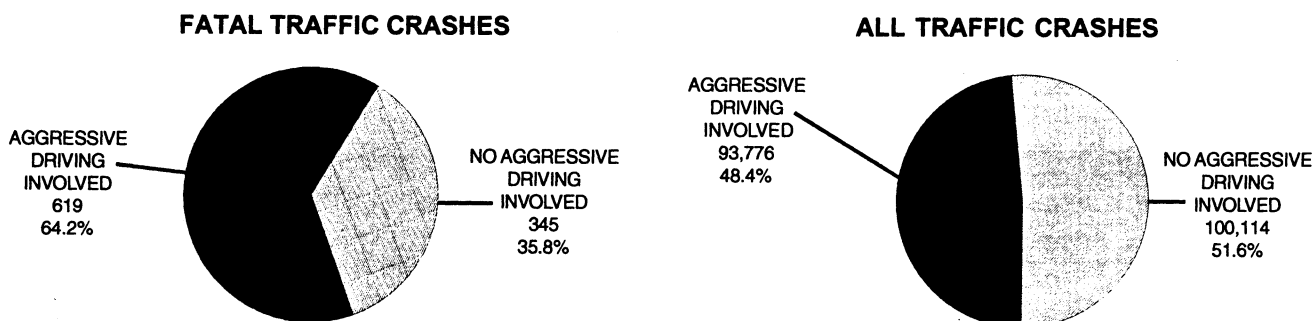 FATAL TRAFFIC CRASHES
AGGRESSIVE
DRIVING
INVOLVED
619
64.2%
NO AGGRESSIVE
DRIVING
INVOLVED
345
35.8%
ALL TRAFFIC CRASHES
AGGRESSIVE
DRIVING
INVOLVED
93,776
48.4%
NO AGGRESSIVE
DRIVING
INVOLVED
100,114
51.6%